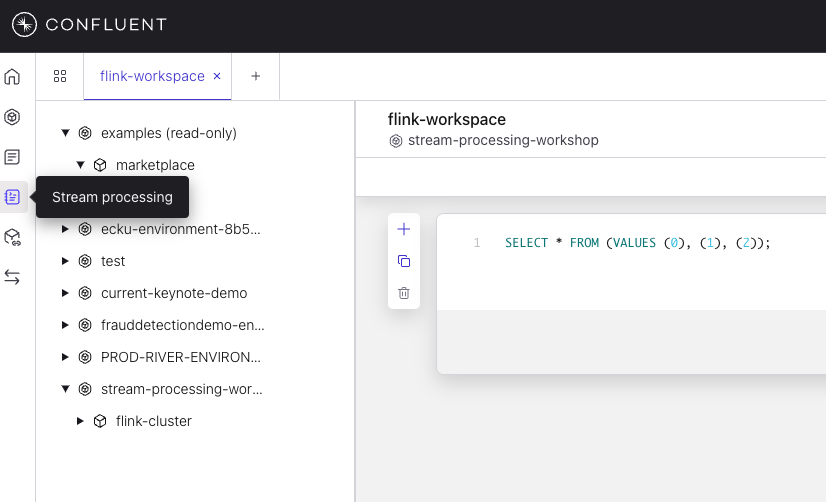 CONFLUENT
flink-workspace × +
examples (read-only)
marketplace
Stream processing
ecku-environment-8b5...
test
current-keynote-demo
frauddetectiondemo-en...
PROD-RIVER-ENVIRON...
stream-processing-wor...
flink-cluster
flink-workspace
stream-processing-workshop
1 SELECT * FROM (VALUES (0), (1), (2));